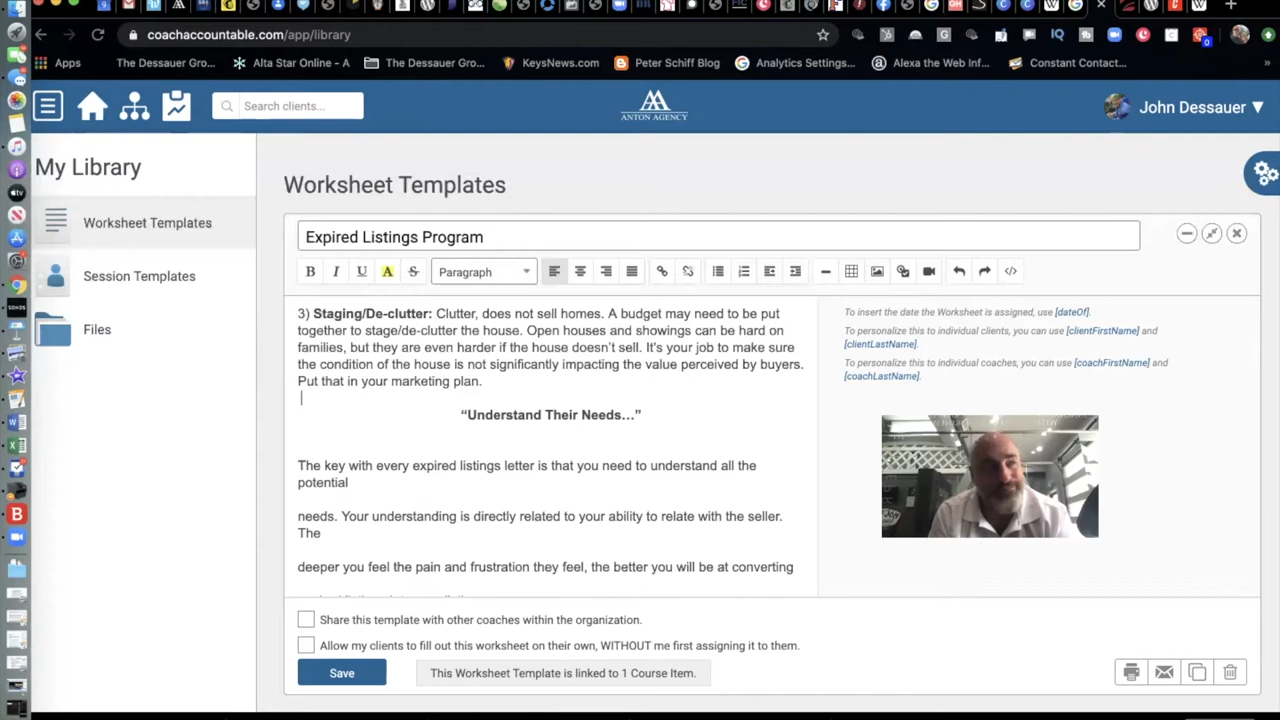 coachaccountable.com/app/library
Apps
The Dessauer Gro...
Alta Star Online - A
The Dessauer Gro...
KeysNews.com
Peter Schiff Blog
Analytics Settings...
Alexa the Web Inf...
Constant Contact...
»
Search clients...
ANTON AGENCY
John Dessauer ▼
My Library
Worksheet Templates
Session Templates
Files
Worksheet Templates
Expired Listings Program
B I U A S Paragraph
3) Staging/De-clutter: Clutter, does not sell homes. A budget may need to be put
together to stage/de-clutter the house. Open houses and showings can be hard on
families, but they are even harder if the house doesn't sell. It's your job to make sure
the condition of the house is not significantly impacting the value perceived by buyers.
Put that in your marketing plan.
“Understand Their Needs…”
The key with every expired listings letter is that you need to understand all the
potential
needs. Your understanding is directly related to your ability to relate with the seller.
The
deeper you feel the pain and frustration they feel, the better you will be at converting
To insert the date the Worksheet is assigned, use [dateOf].
To personalize this to individual clients, you can use [clientFirstName] and
[clientLastName].
To personalize this to individual coaches, you can use [coachFirstName] and
[coachLastName].
Share this template with other coaches within the organization.
Allow my clients to fill out this worksheet on their own, WITHOUT me first assigning it to them.
Save
This Worksheet Template is linked to 1 Course Item.